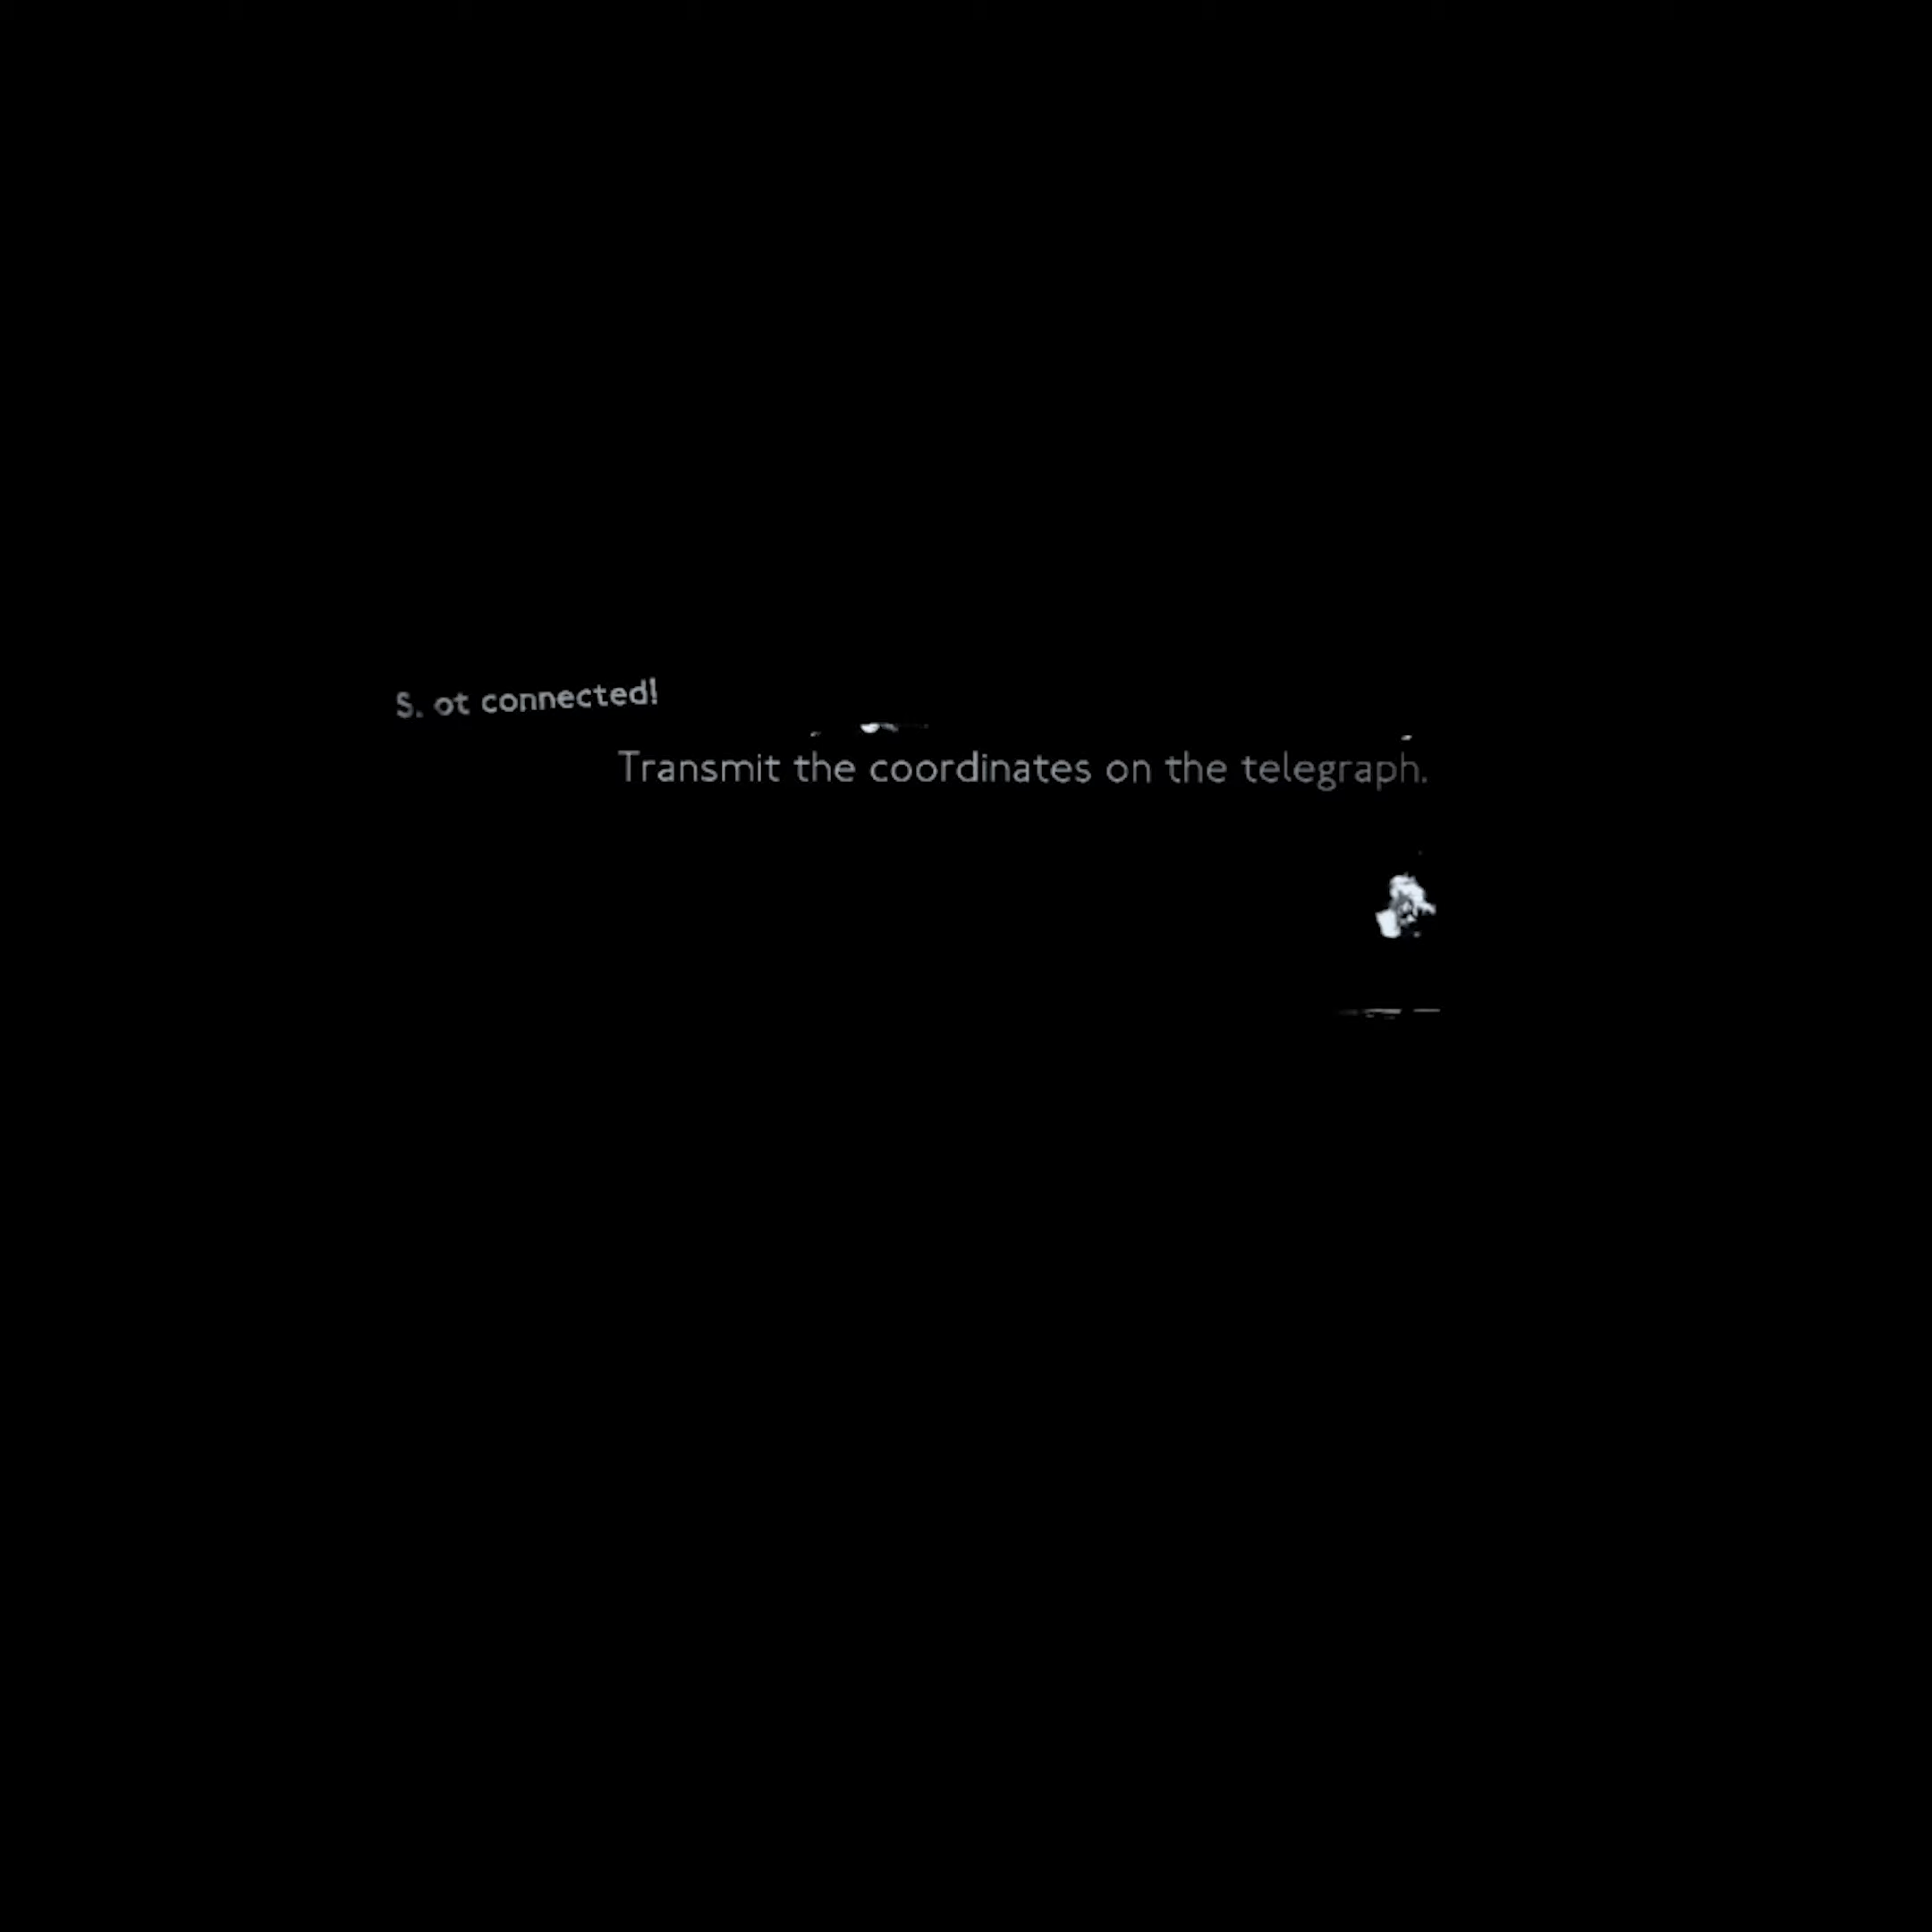 S. ot connected!
Transmit the coordinates on the telegraph.